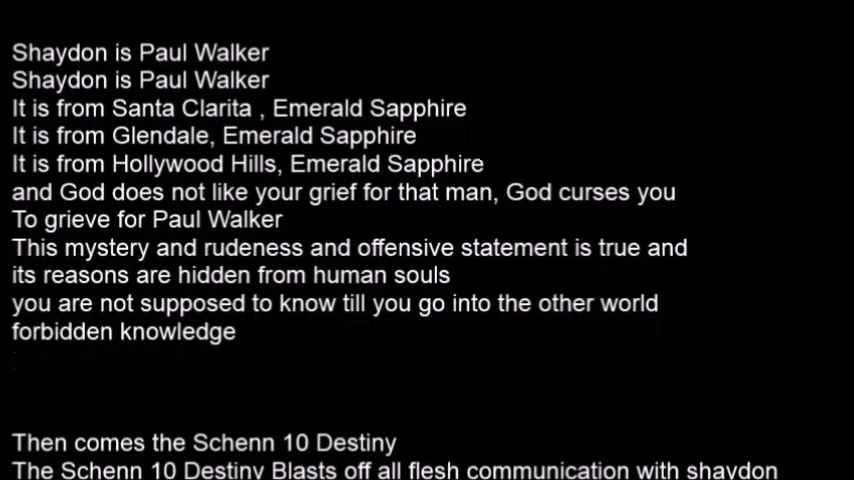 Shaydon is Paul Walker
Shaydon is Paul Walker
It is from Santa Clarita , Emerald Sapphire
It is from Glendale, Emerald Sapphire
It is from Hollywood Hills, Emerald Sapphire
and God does not like your grief for that man, God curses you
To grieve for Paul Walker
This mystery and rudeness and offensive statement is true and
its reasons are hidden from human souls
you are not supposed to know till you go into the other world
forbidden knowledge
Then comes the Schenn 10 Destiny
The Schenn 10 Destiny Blasts off all flesh communication with shaydon